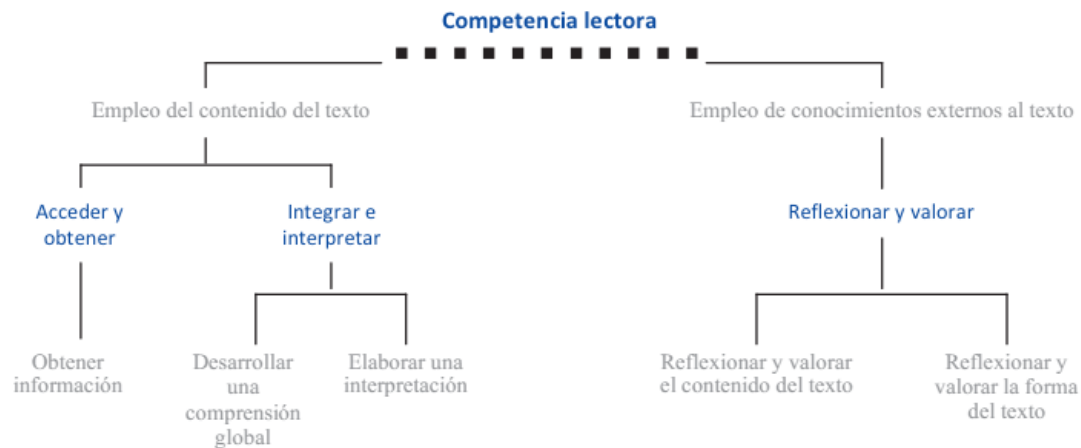 Competencia lectora
Empleo del contenido del texto
Empleo de conocimientos externos al texto
Acceder y
obtener
Integrar e
interpretar
Reflexionar y valorar
Obtener
información
Desarrollar
una
comprensión
global
Elaborar una
interpretación
Reflexionar y valorar
el contenido del texto
Reflexionar y
valorar la forma
del texto